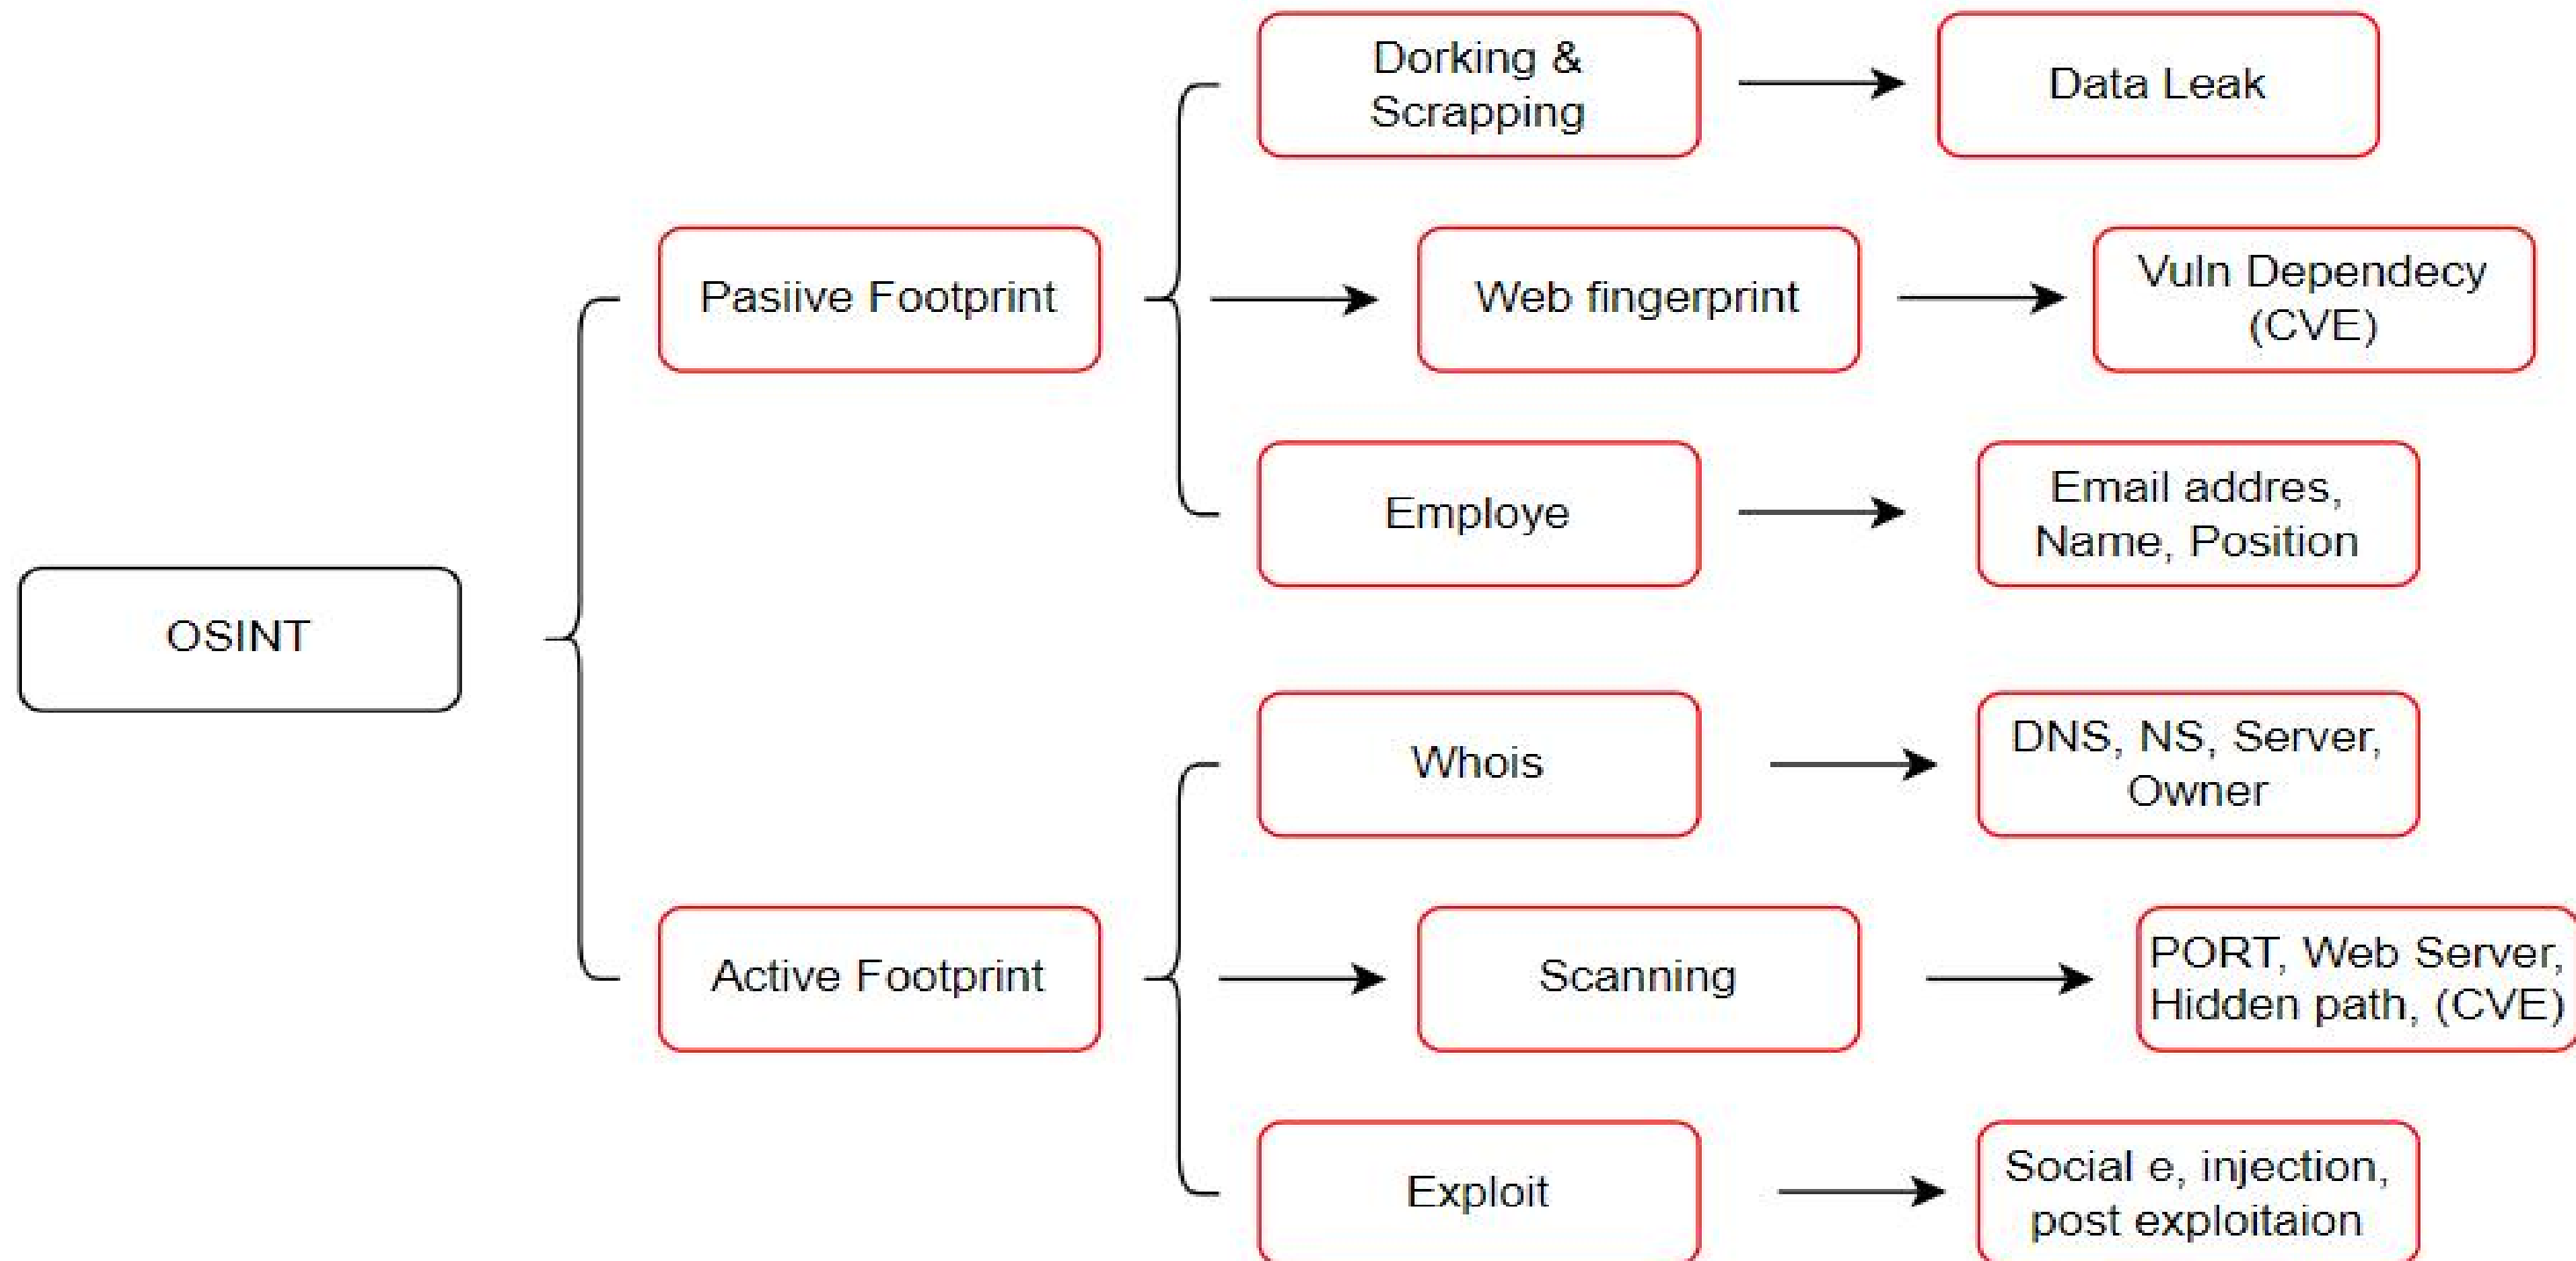 Dorking &
Scrapping
Data Leak
Pasiive Footprint
Web fingerprint
Vuln Dependecy
(CVE)
Employe
Email addres,
Name, Position
OSINT
Whois
DNS, NS, Server,
Owner
Active Footprint
Scanning
PORT, Web Server,
Hidden path, (CVE)
Exploit
Social e, injection,
post exploitaion